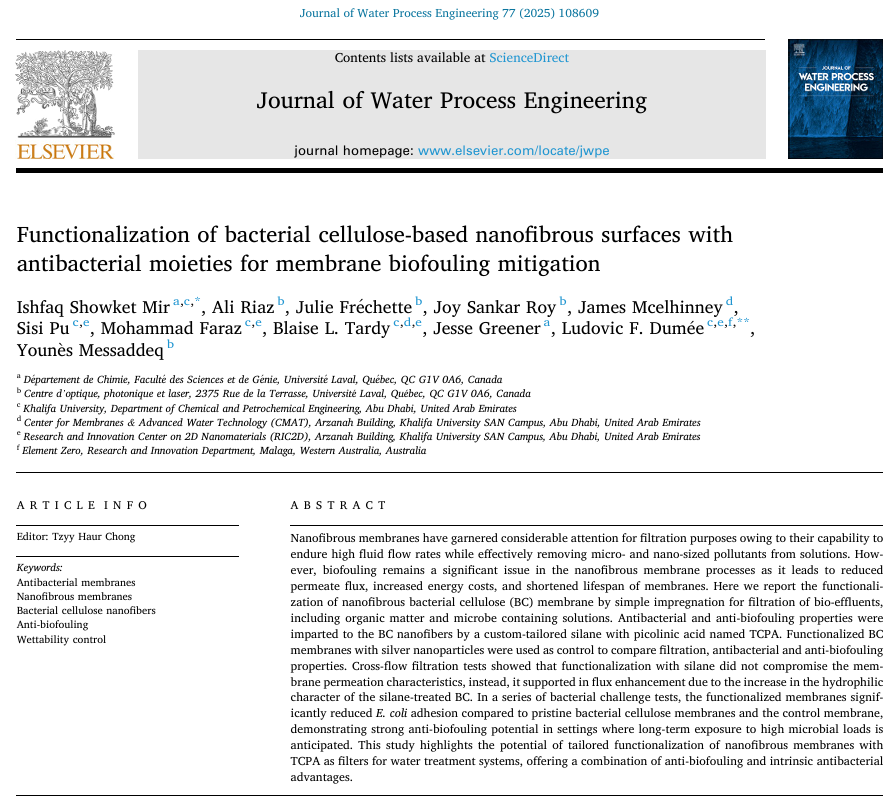 Journal of Water Process Engineering 77 (2025) 108609
Contents lists available at ScienceDirect
Journal of Water Process Engineering
journal homepage: www.elsevier.com/locate/jwpe
ELSEVIER
JOURNAL OF
WATER PROCESS
ENGINEERING
Functionalization of bacterial cellulose-based nanofibrous surfaces with
antibacterial moieties for membrane biofouling mitigation
Ishfaq Showket Mir a,c,*, Ali Riaz b, Julie Fréchette b, Joy Sankar Roy b, James Mcelhinney d,
Sisi Pu c,e, Mohammad Faraz c,e, Blaise L. Tardy c,d,e, Jesse Greener a, Ludovic F. Dumée c,e,f,**,
Younès Messaddeq b
a Département de Chimie, Faculté des Sciences et de Génie, Université Laval, Québec, QC G1V 0A6, Canada
b Centre d'optique, photonique et laser, 2375 Rue de la Terrasse, Université Laval, Québec, QC G1V 0A6, Canada
c Khalifa University, Department of Chemical and Petrochemical Engineering, Abu Dhabi, United Arab Emirates
d Center for Membranes & Advanced Water Technology (CMAT), Arzanah Building, Khalifa University SAN Campus, Abu Dhabi, United Arab Emirates
e Research and Innovation Center on 2D Nanomaterials (RIC2D), Arzanah Building, Khalifa University SAN Campus, Abu Dhabi, United Arab Emirates
f Element Zero, Research and Innovation Department, Malaga, Western Australia, Australia
ARTICLE INFO
Editor: Tzyy Haur Chong
Keywords:
Antibacterial membranes
Nanofibrous membranes
Bacterial cellulose nanofibers
Anti-biofouling
Wettability control
ABSTRACT
Nanofibrous membranes have garnered considerable attention for filtration purposes owing to their capability to
endure high fluid flow rates while effectively removing micro- and nano-sized pollutants from solutions. How-
ever, biofouling remains a significant issue in the nanofibrous membrane processes as it leads to reduced
permeate flux, increased energy costs, and shortened lifespan of membranes. Here we report the functionali-
zation of nanofibrous bacterial cellulose (BC) membrane by simple impregnation for filtration of bio-effluents,
including organic matter and microbe containing solutions. Antibacterial and anti-biofouling properties were
imparted to the BC nanofibers by a custom-tailored silane with picolinic acid named TCPA. Functionalized BC
membranes with silver nanoparticles were used as control to compare filtration, antibacterial and anti-biofouling
properties. Cross-flow filtration tests showed that functionalization with silane did not compromise the mem-
brane permeation characteristics, instead, it supported in flux enhancement due to the increase in the hydrophilic
character of the silane-treated BC. In a series of bacterial challenge tests, the functionalized membranes signif-
icantly reduced E. coli adhesion compared to pristine bacterial cellulose membranes and the control membrane,
demonstrating strong anti-biofouling potential in settings where long-term exposure to high microbial loads is
anticipated. This study highlights the potential of tailored functionalization of nanofibrous membranes with
TCPA as filters for water treatment systems, offering a combination of anti-biofouling and intrinsic antibacterial
advantages.